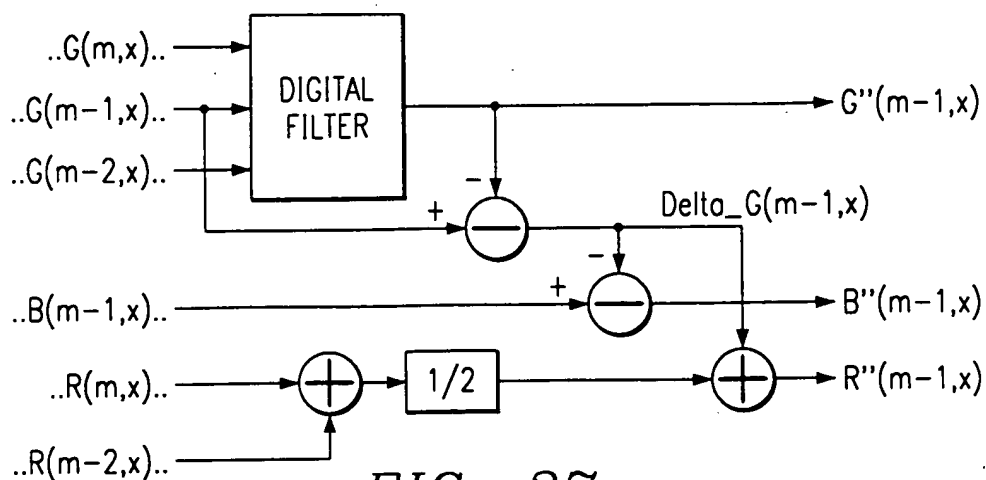 ..G(m,x)..
..G(m-1,x)..
..G(m-2,x)..
DIGITAL
FILTER
G''(m-1,x)
-
+
Delta_G(m-1,x)
-
+
..B(m-1,x)..
B''(m-1,x)
..R(m,x)..
1/2
R''(m-1,x)
..R(m-2,x)..